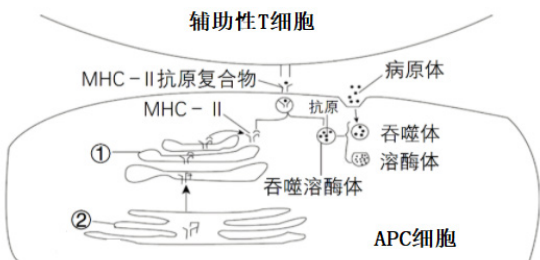 辅助性T细胞
MHC-II抗原复合物
病原体
MHC-II
抗原
①
吞噬体
溶酶体
吞噬溶酶体
②
APC细胞